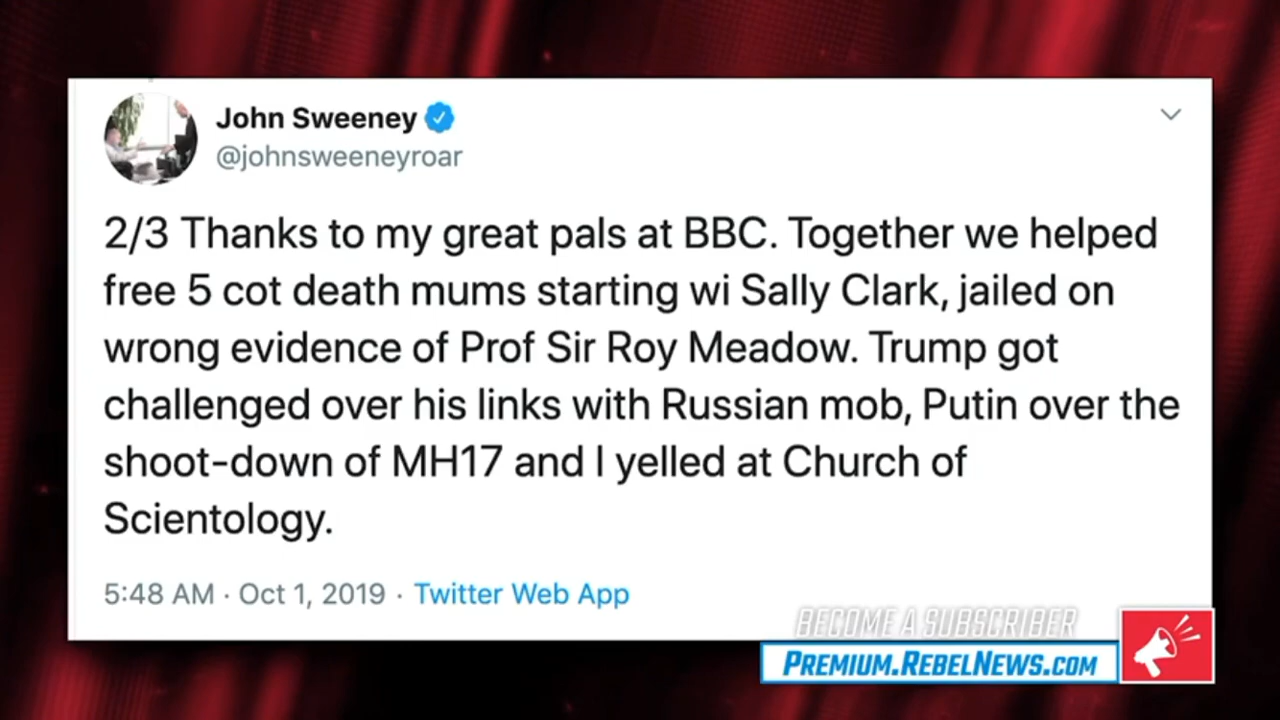 John Sweeney
@johnsweeneyroar
2/3 Thanks to my great pals at BBC. Together we helped
free 5 cot death mums starting wi Sally Clark, jailed on
wrong evidence of Prof Sir Roy Meadow. Trump got
challenged over his links with Russian mob, Putin over the
shoot-down of MH17 and I yelled at Church of
Scientology.
5:48 AM · Oct 1, 2019 · Twitter Web App
BECOME A SUBSCRIBER
PREMIUM.REBELNEWS.COM